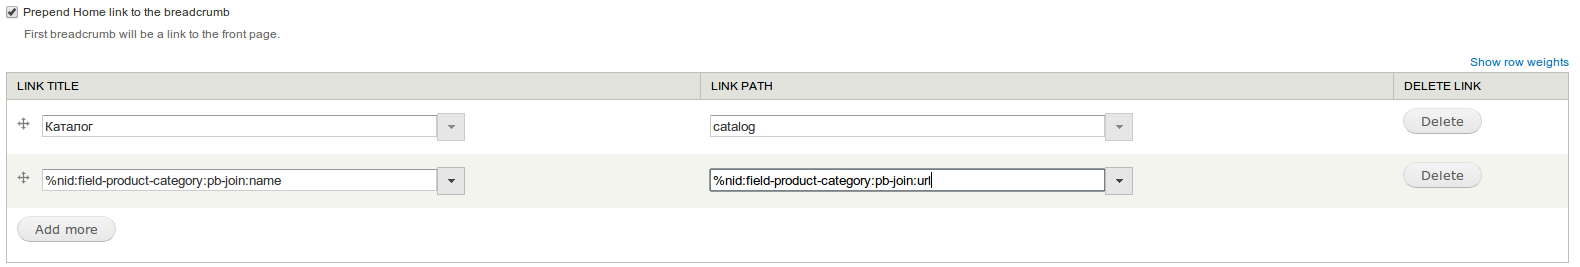 Prepend Home link to the breadcrumb
First breadcrumb will be a link to the front page.
Show row weights
LINK TITLE LINK PATH DELETE LINK
Каталог catalog Delete
%nid:field-product-category:pb-join:name %nid:field-product-category:pb-join:url Delete
Add more